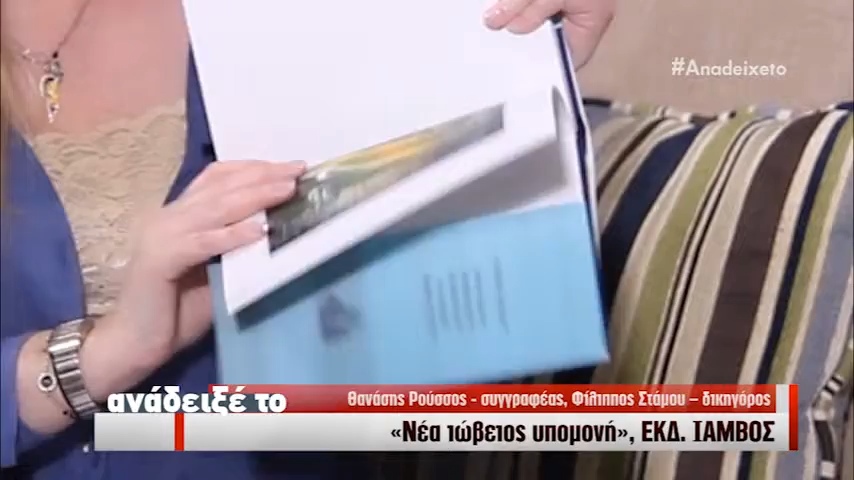 #Anadeixeto
ανάδειξέ το
Θανάσης Ρούσσος - συγγραφέας, Φίλιππος Στάμου – δικηγόρος
«Νέα ιώβειος υπομονή», ΕΚΔ. ΙΑΜΒΟΣ